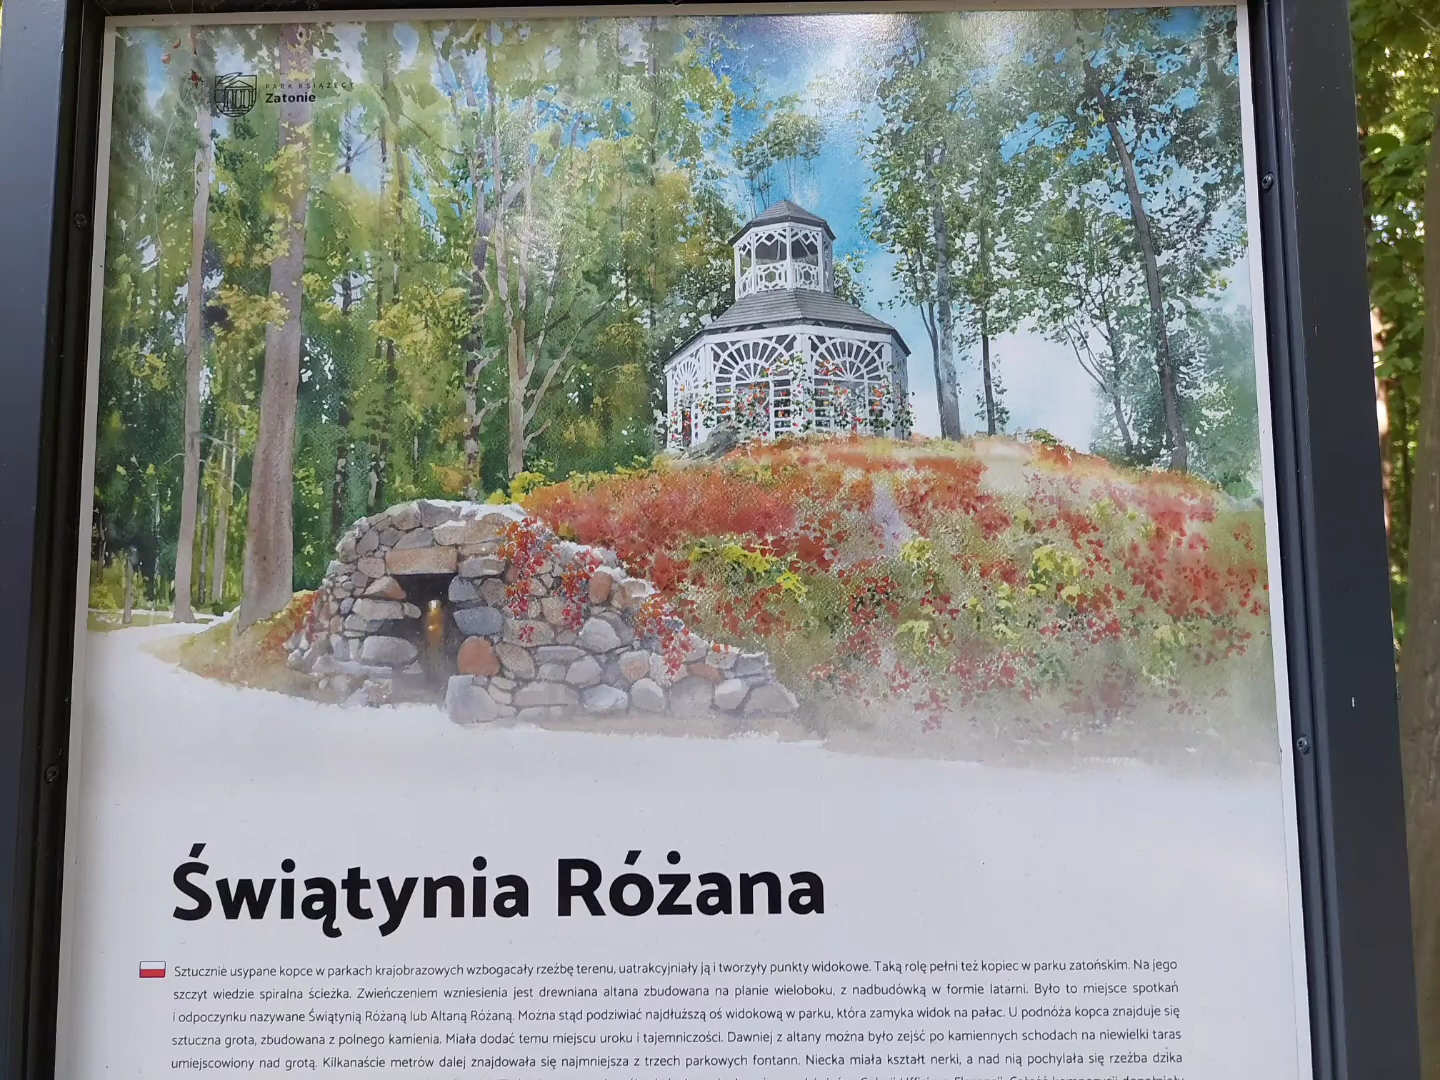 PARK KSIĄŻĘCY
Zatonie
Świątynia Różana
Sztucznie usypane kopce w parkach krajobrazowych wzbogacały rzeźbę terenu, uatrakcyjniały ją i tworzyły punkty widokowe. Taką rolę pełni też kopiec w parku zatońskim. Na jego
szczyt wiedzie spiralna ścieżka. Zwieńczeniem wzniesienia jest drewniana altana zbudowana na planie wieloboku, z nadbudówką w formie latarni. Było to miejsce spotkań
i odpoczynku nazywane Świątynią Różaną lub Altaną Różaną. Można stąd podziwiać najdłuższą oś widokową w parku, która zamyka widok na pałac. U podnóża kopca znajduje się
sztuczna grota, zbudowana z polnego kamienia. Miała dodać temu miejscu uroku i tajemniczości. Dawniej z altany można było zejść po kamiennych schodach na niewielki taras
umiejscowiony nad grotą. Kilkanaście metrów dalej znajdowała się najmniejsza z trzech parkowych fontann. Niecka miała kształt nerki, a nad nią pochylała się rzeźba dzika